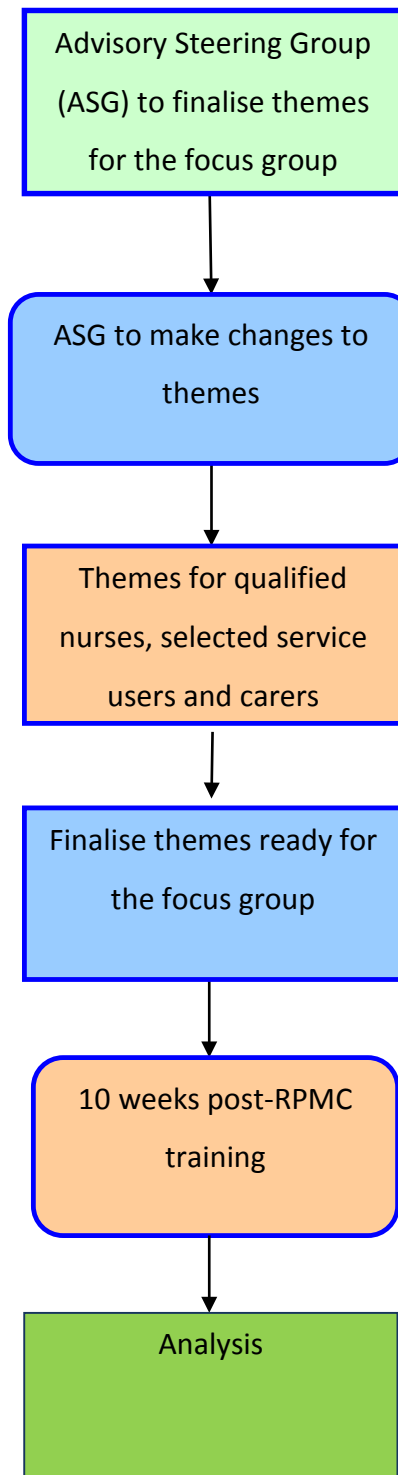 Advisory Steering Group
(ASG) to finalise themes
for the focus group
ASG to make changes to
themes
Themes for qualified
nurses, selected service
users and carers
Finalise themes ready for
the focus group
10 weeks post-RPMC
training
Analysis